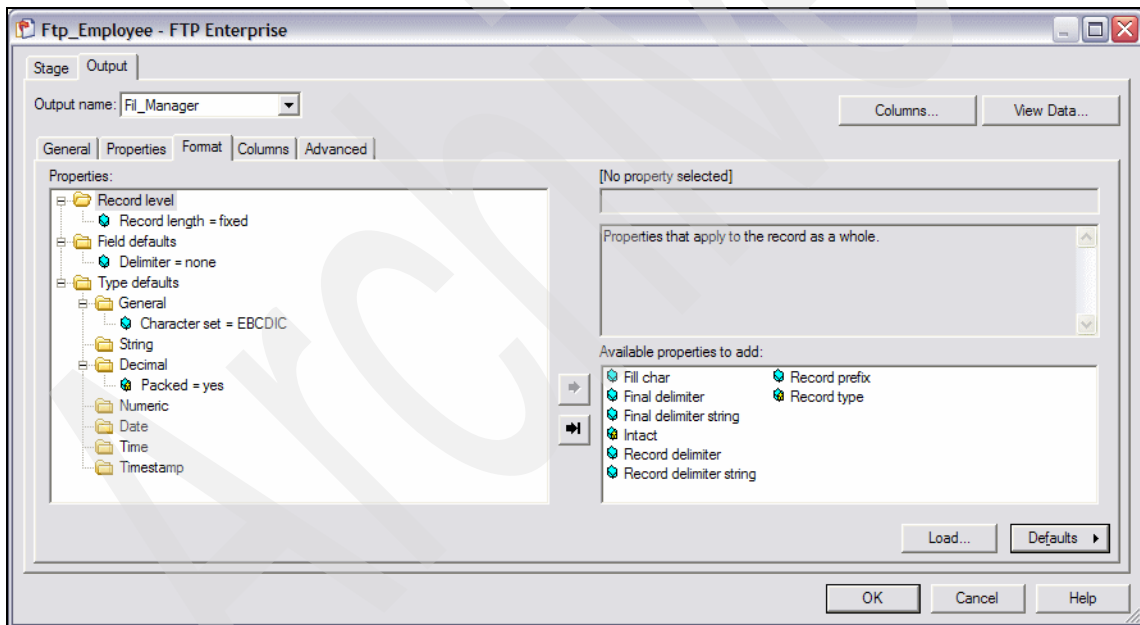 Ftp_Employee - FTP Enterprise
Stage
Output
Output name:
Fil_Manager
Columns...
View Data...
General
Properties
Format
Columns
Advanced
Properties:
Record level
Record length = fixed
Field defaults
Delimiter = none
Type defaults
General
Character set = EBCDIC
String
Decimal
Packed = yes
Numeric
Date
Time
Timestamp
[No property selected]
Properties that apply to the record as a whole.
Available properties to add:
Fill char
Final delimiter
Final delimiter string
Intact
Record delimiter
Record delimiter string
Record prefix
Record type
Load...
Defaults
OK
Cancel
Help